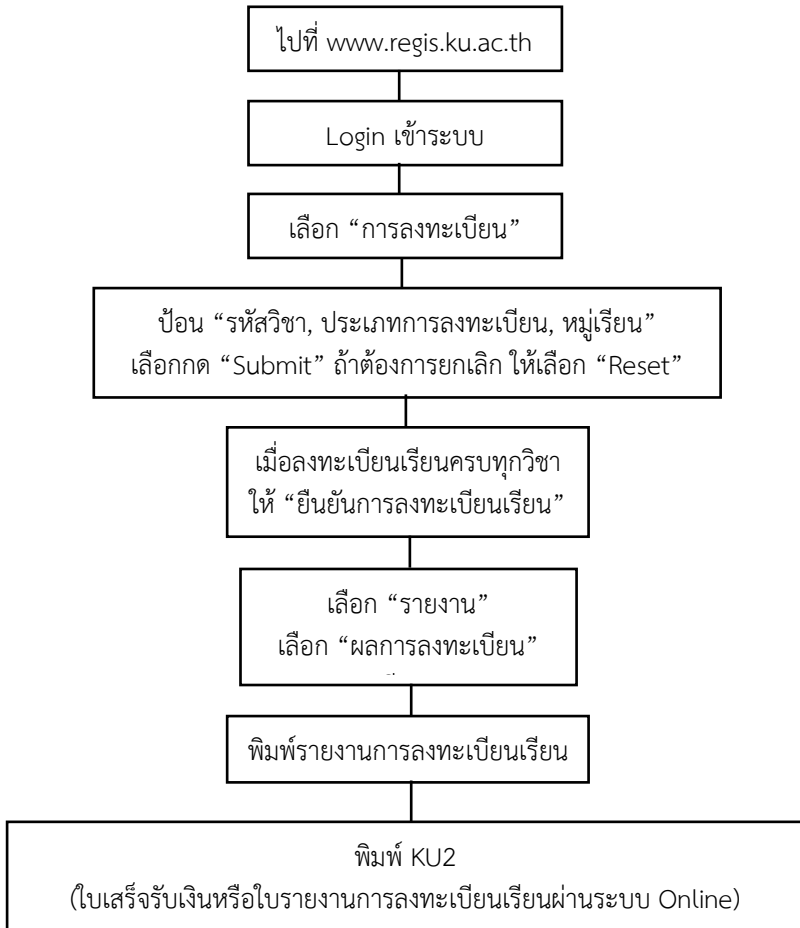 ไปที่ www.regis.ku.ac.th
Login เข้าระบบ
เลือก “การลงทะเบียน”
ป้อน “รหัสวิชา, ประเภทการลงทะเบียน, หมู่เรียน”
เลือกกด “Submit” ถ้าต้องการยกเลิก ให้เลือก “Reset”
เมื่อลงทะเบียนเรียนครบทุกวิชา
ให้ “ยืนยันการลงทะเบียนเรียน”
เลือก “รายงาน”
เลือก “ผลการลงทะเบียน”
พิมพ์รายงานการลงทะเบียนเรียน
พิมพ์ KU2
(ใบเสร็จรับเงินหรือใบรายงานการลงทะเบียนเรียนผ่านระบบ Online)